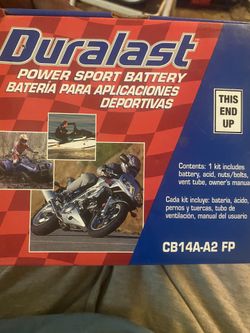 Duralast
POWER SPORT BATTERY
BATERÍA PARA APLICACIONES
DEPORTIVAS
THIS
END
UP
Contents: 1 kit includes
battery, acid, nuts/bolts,
vent tube, owner's manual
Cada kit incluye: batería, ácido,
pernos y tuercas, tubo de
ventilación, manual del usuario
CB14A-A2 FP